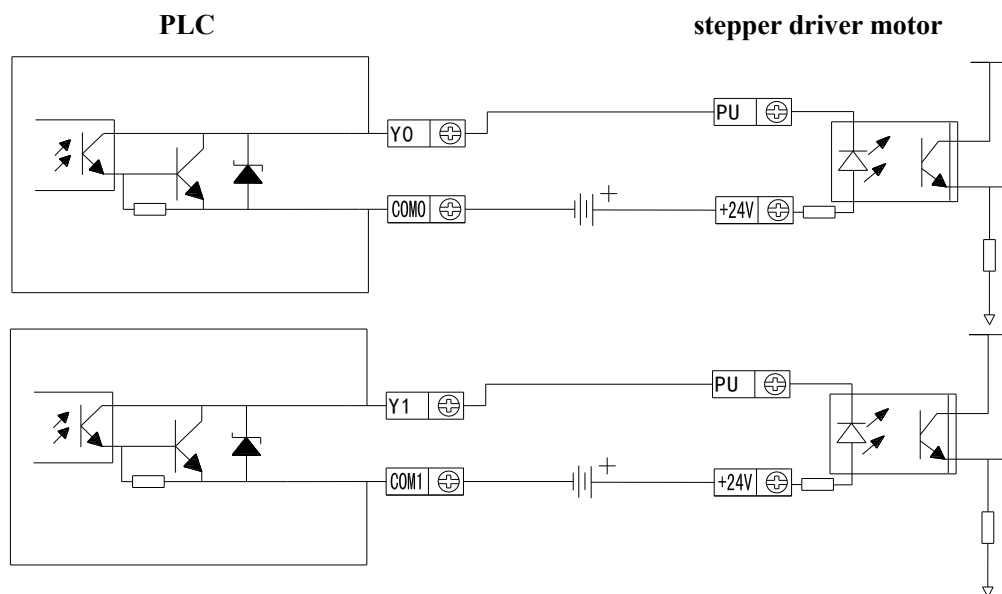 PLC stepper driver motor
Y0 PU
COM0 + +24V
Y1 PU
COM1 + +24V